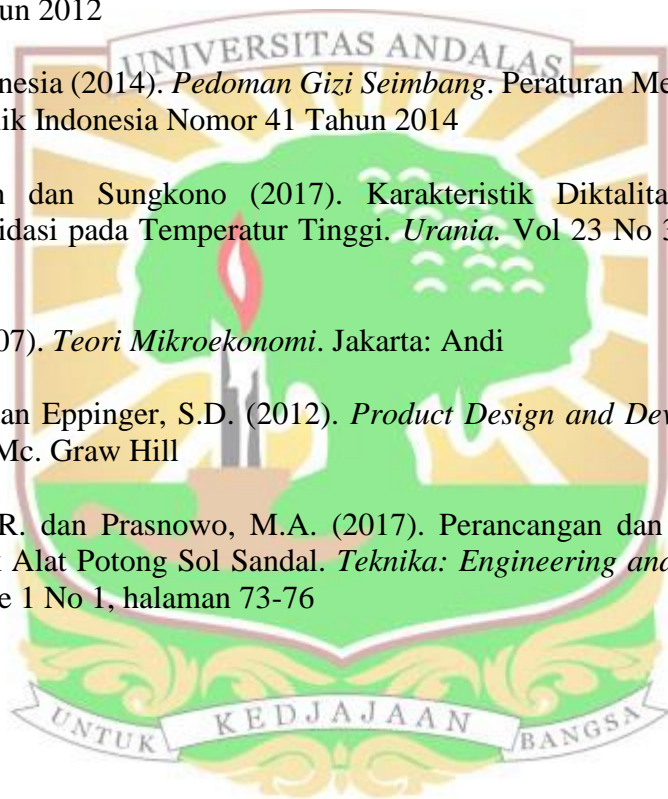 un 2012
UNIVERSITAS ANDALAS
nesia (2014). Pedoman Gizi Seimbang. Peraturan Me
lik Indonesia Nomor 41 Tahun 2014
n dan Sungkono (2017). Karakteristik Diktalita
idasi pada Temperatur Tinggi. Urania. Vol 23 No 3
07). Teori Mikroekonomi. Jakarta: Andi
an Eppinger, S.D. (2012). Product Design and Dev
Mc. Graw Hill
R. dan Prasnowo, M.A. (2017). Perancangan dan
k Alat Potong Sol Sandal. Teknika: Engineering and
e 1 No 1, halaman 73-76
UNTUK KEDJAJAAN BANGSA